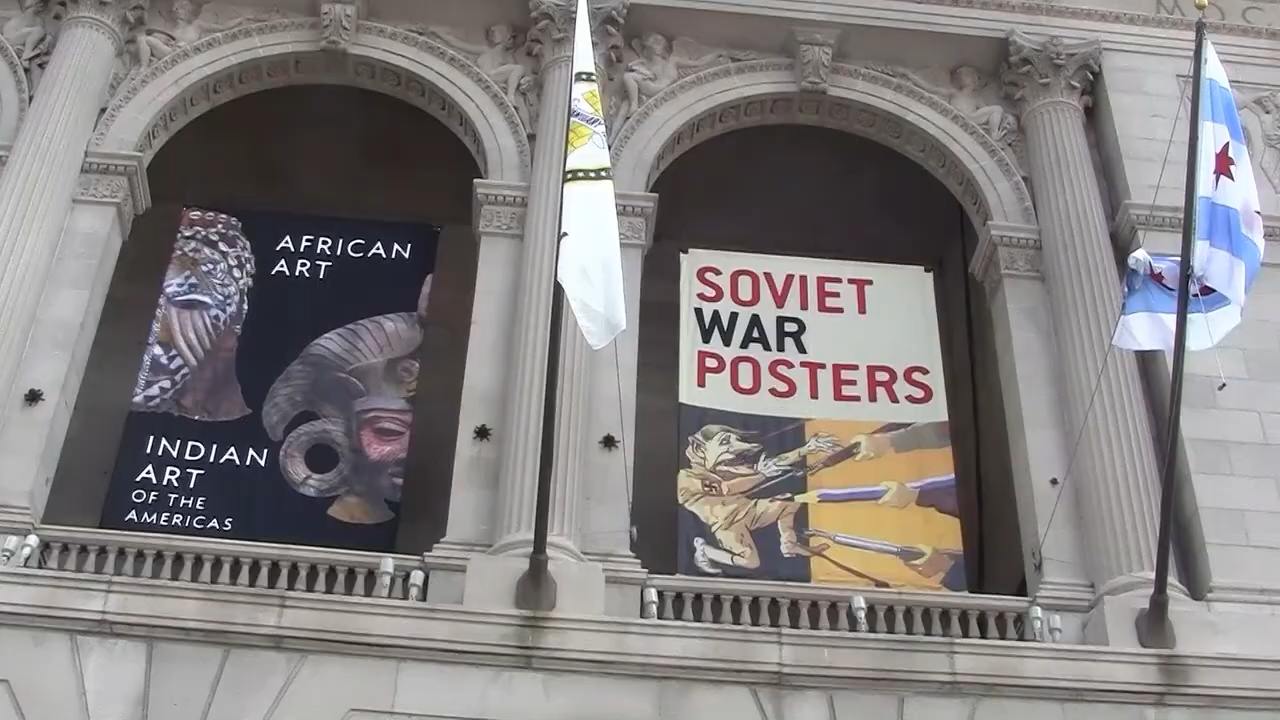 AFRICAN
ART
INDIAN
ART
OF THE
AMERICAS
SOVIET
WAR
POSTERS